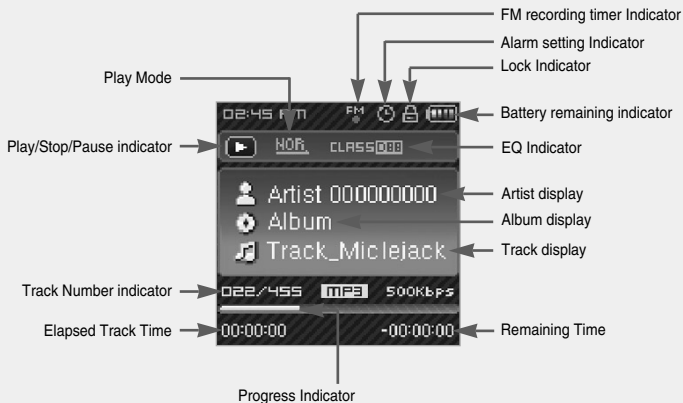 FM recording timer Indicator
Alarm setting Indicator
Lock Indicator
Play Mode
02:45 PM FM
Battery remaining indicator
Play/Stop/Pause indicator
NOR. CLASS
EQ Indicator
Artist 000000000
Artist display
Album
Album display
Track_Miclejack
Track display
Track Number indicator
022/455 MP3 500Kbps
Elapsed Track Time
00:00:00 -00:00:00
Remaining Time
Progress Indicator